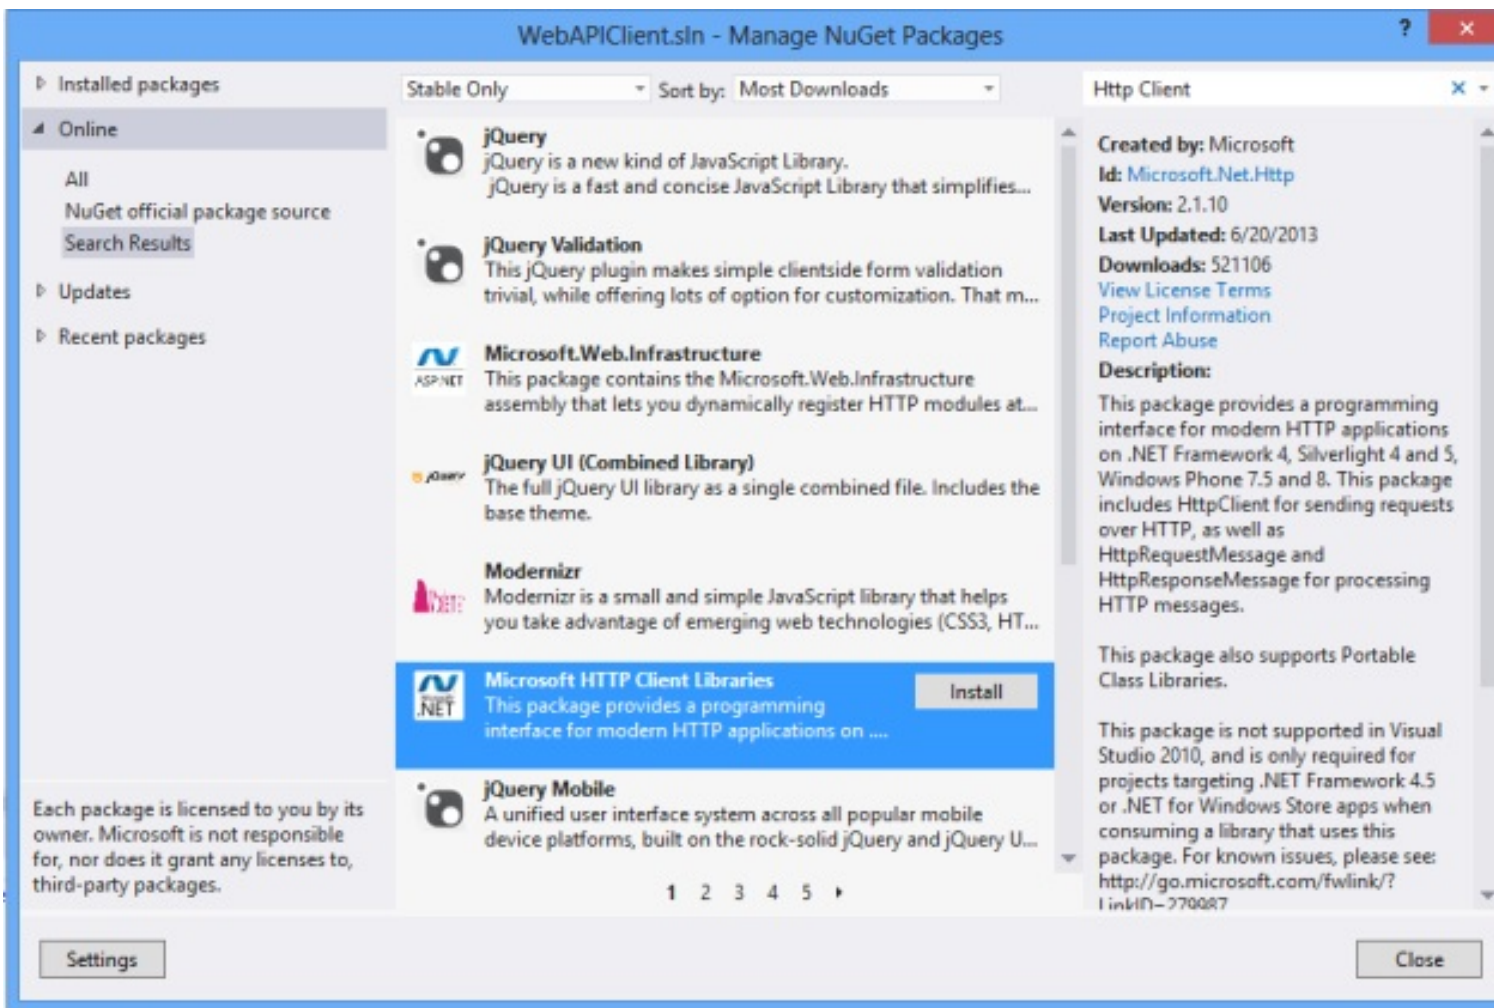 WebAPIClient.sln - Manage NuGet Packages
?
Installed packages
Online
All
NuGet official package source
Search Results
Updates
Recent packages
Each package is licensed to you by its
owner. Microsoft is not responsible
for, nor does it grant any licenses to,
third-party packages.
Stable Only
Sort by: Most Downloads
jQuery
jQuery is a new kind of JavaScript Library.
jQuery is a fast and concise JavaScript Library that simplifies...
jQuery Validation
This jQuery plugin makes simple clientside form validation
trivial, while offering lots of option for customization. That m...
ASP.NET
Microsoft.Web.Infrastructure
This package contains the Microsoft.Web.Infrastructure
assembly that lets you dynamically register HTTP modules at...
jQuery
jQuery UI (Combined Library)
The full jQuery UI library as a single combined file. Includes the
base theme.
Modernizr
Modernizr is a small and simple JavaScript library that helps
you take advantage of emerging web technologies (CSS3, HT...
.NET
Microsoft HTTP Client Libraries
This package provides a programming
interface for modern HTTP applications on ....
Install
jQuery Mobile
A unified user interface system across all popular mobile
device platforms, built on the rock-solid jQuery and jQuery U...
1 2 3 4 5
Http Client
Created by: Microsoft
Id: Microsoft.Net.Http
Version: 2.1.10
Last Updated: 6/20/2013
Downloads: 521106
View License Terms
Project Information
Report Abuse
Description:
This package provides a programming
interface for modern HTTP applications
on .NET Framework 4, Silverlight 4 and 5,
Windows Phone 7.5 and 8. This package
includes HttpClient for sending requests
over HTTP, as well as
HttpRequestMessage and
HttpResponseMessage for processing
HTTP messages.
This package also supports Portable
Class Libraries.
This package is not supported in Visual
Studio 2010, and is only required for
projects targeting .NET Framework 4.5
or .NET for Windows Store apps when
consuming a library that uses this
package. For known issues, please see:
http://go.microsoft.com/fwlink/?
LinkID=279987
Settings
Close